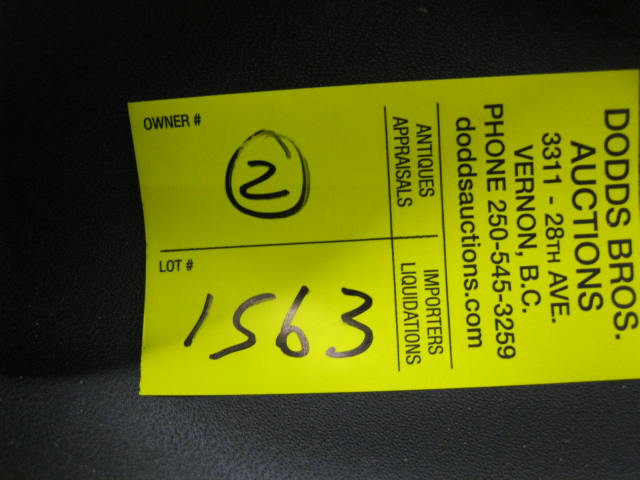 DODDS BROS.
AUCTIONS
3311 - 28TH AVE.
VERNON, B.C.
PHONE 250-545-3259
doddsauctions.com
ANTIQUES IMPORTERS
APPRAISALS LIQUIDATIONS
OWNER #
2
LOT #
1563